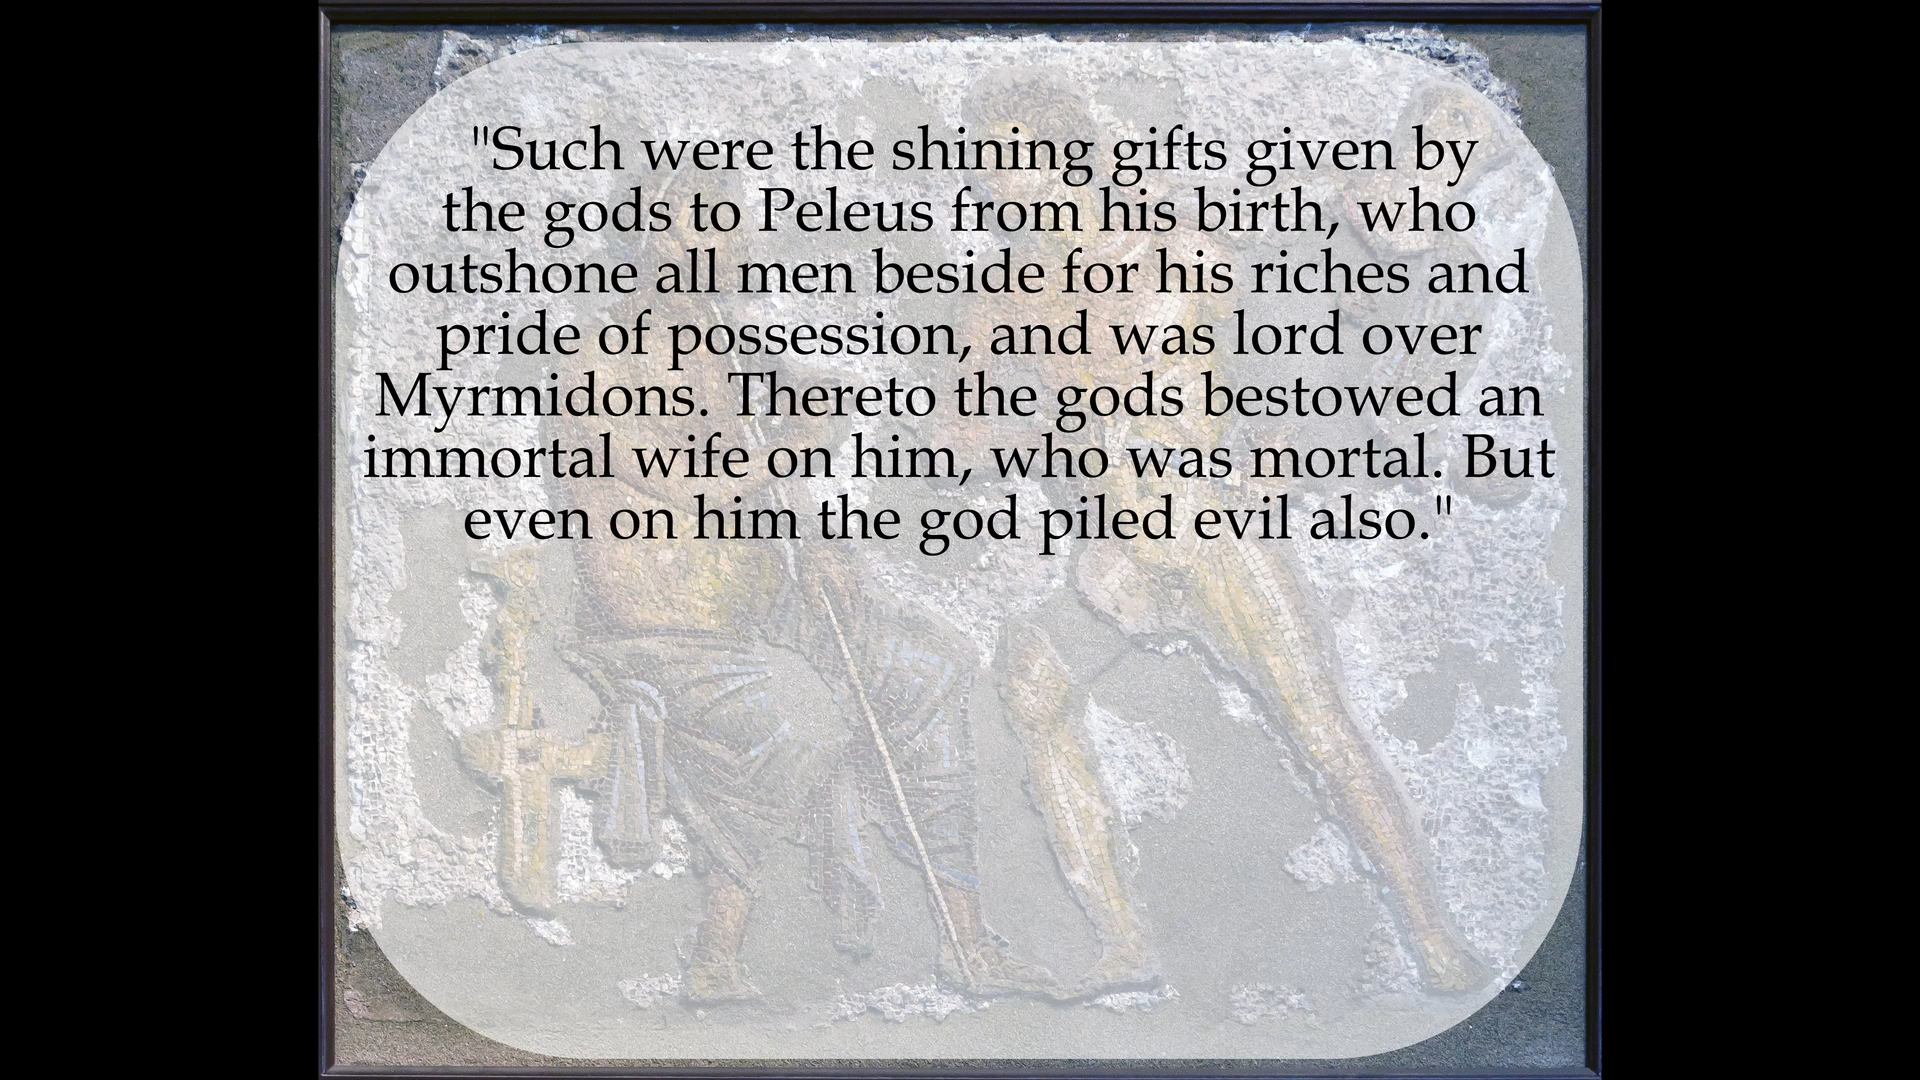 "Such were the shining gifts given by
the gods to Peleus from his birth, who
outshone all men beside for his riches and
pride of possession, and was lord over
Myrmidons. Thereto the gods bestowed an
immortal wife on him, who was mortal. But
even on him the god piled evil also."